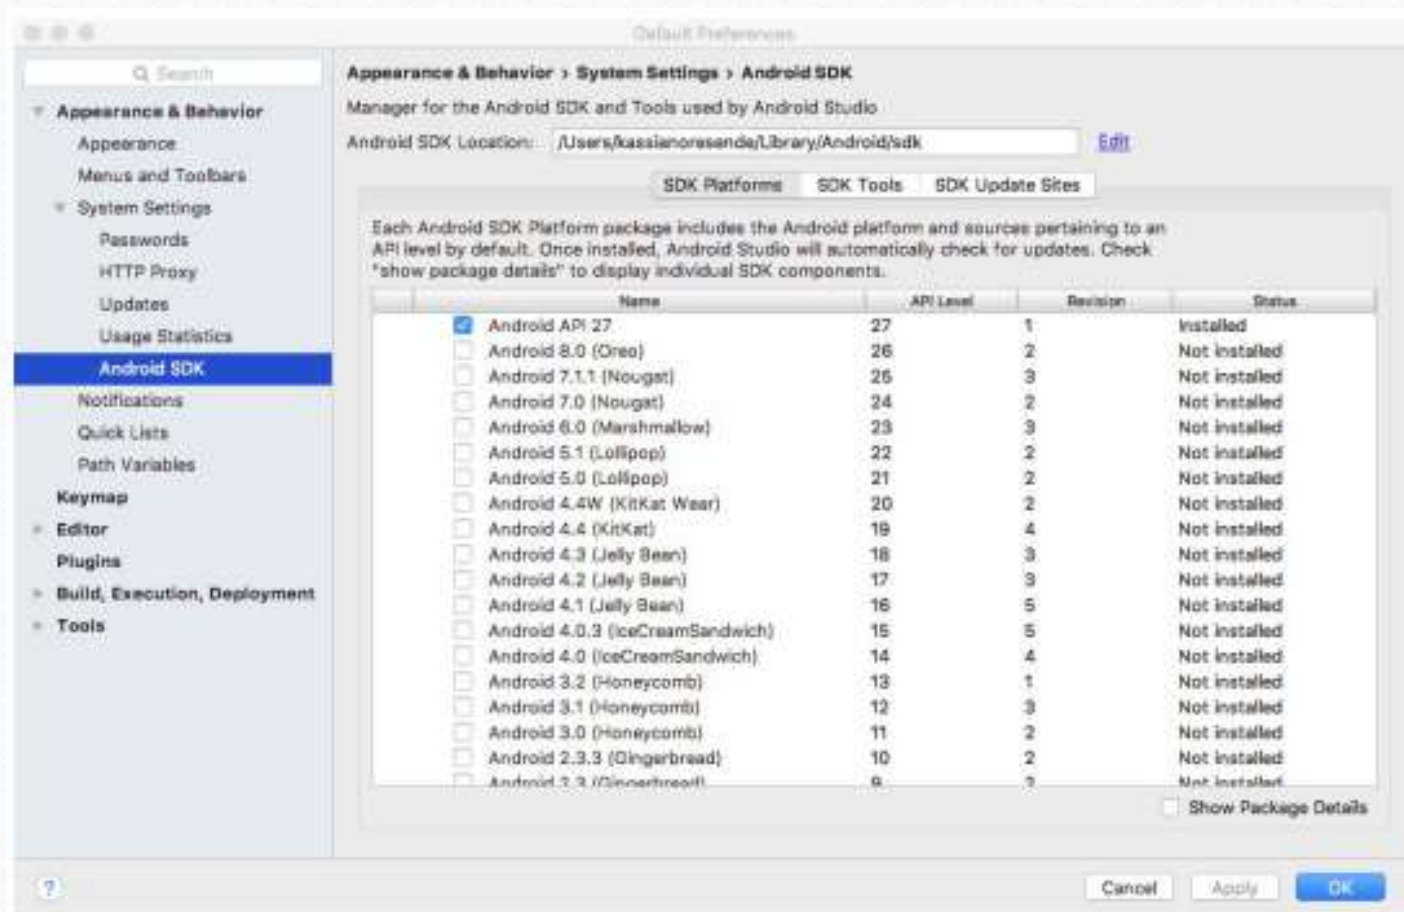 Default Preferences
Search
Appearance & Behavior
Appearance
Menus and Toolbars
System Settings
Passwords
HTTP Proxy
Updates
Usage Statistics
Android SDK
Notifications
Quick Lists
Path Variables
Keymap
Editor
Plugins
Build, Execution, Deployment
Tools
Appearance & Behavior › System Settings › Android SDK
Manager for the Android SDK and Tools used by Android Studio
Android SDK Location: /Users/kassianoresende/Library/Android/sdk Edit
SDK Platforms SDK Tools SDK Update Sites
Each Android SDK Platform package includes the Android platform and sources pertaining to an
API level by default. Once installed, Android Studio will automatically check for updates. Check
"show package details" to display individual SDK components.
Name API Level Revision Status
Android API 27 27 1 Installed
Android 8.0 (Oreo) 26 2 Not installed
Android 7.1.1 (Nougat) 25 3 Not installed
Android 7.0 (Nougat) 24 2 Not installed
Android 6.0 (Marshmallow) 23 3 Not installed
Android 5.1 (Lollipop) 22 2 Not installed
Android 5.0 (Lollipop) 21 2 Not installed
Android 4.4W (KitKat Wear) 20 2 Not installed
Android 4.4 (KitKat) 19 4 Not installed
Android 4.3 (Jelly Bean) 18 3 Not installed
Android 4.2 (Jelly Bean) 17 3 Not installed
Android 4.1 (Jelly Bean) 16 5 Not installed
Android 4.0.3 (IceCreamSandwich) 15 5 Not installed
Android 4.0 (IceCreamSandwich) 14 4 Not installed
Android 3.2 (Honeycomb) 13 1 Not installed
Android 3.1 (Honeycomb) 12 3 Not installed
Android 3.0 (Honeycomb) 11 2 Not installed
Android 2.3.3 (Gingerbread) 10 2 Not installed
Android 2.3 (Gingerbread) 9 2 Not installed
Show Package Details
? Cancel Apply OK